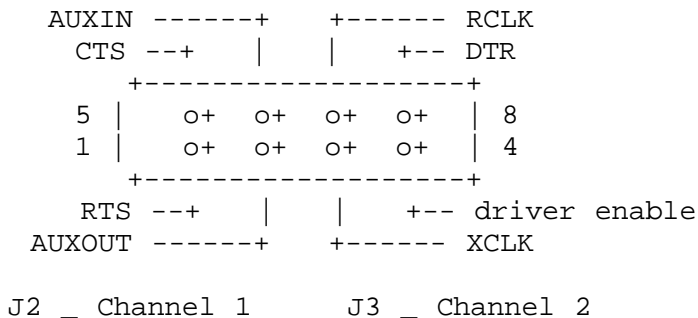 AUXIN ------+ +------ RCLK
CTS --+ | | +-- DTR
+-------------------+
5 | o+ o+ o+ o+ | 8
1 | o+ o+ o+ o+ | 4
+-------------------+
RTS --+ | | +-- driver enable
AUXOUT ------+ +------ XCLK
J2 _ Channel 1 J3 _ Channel 2